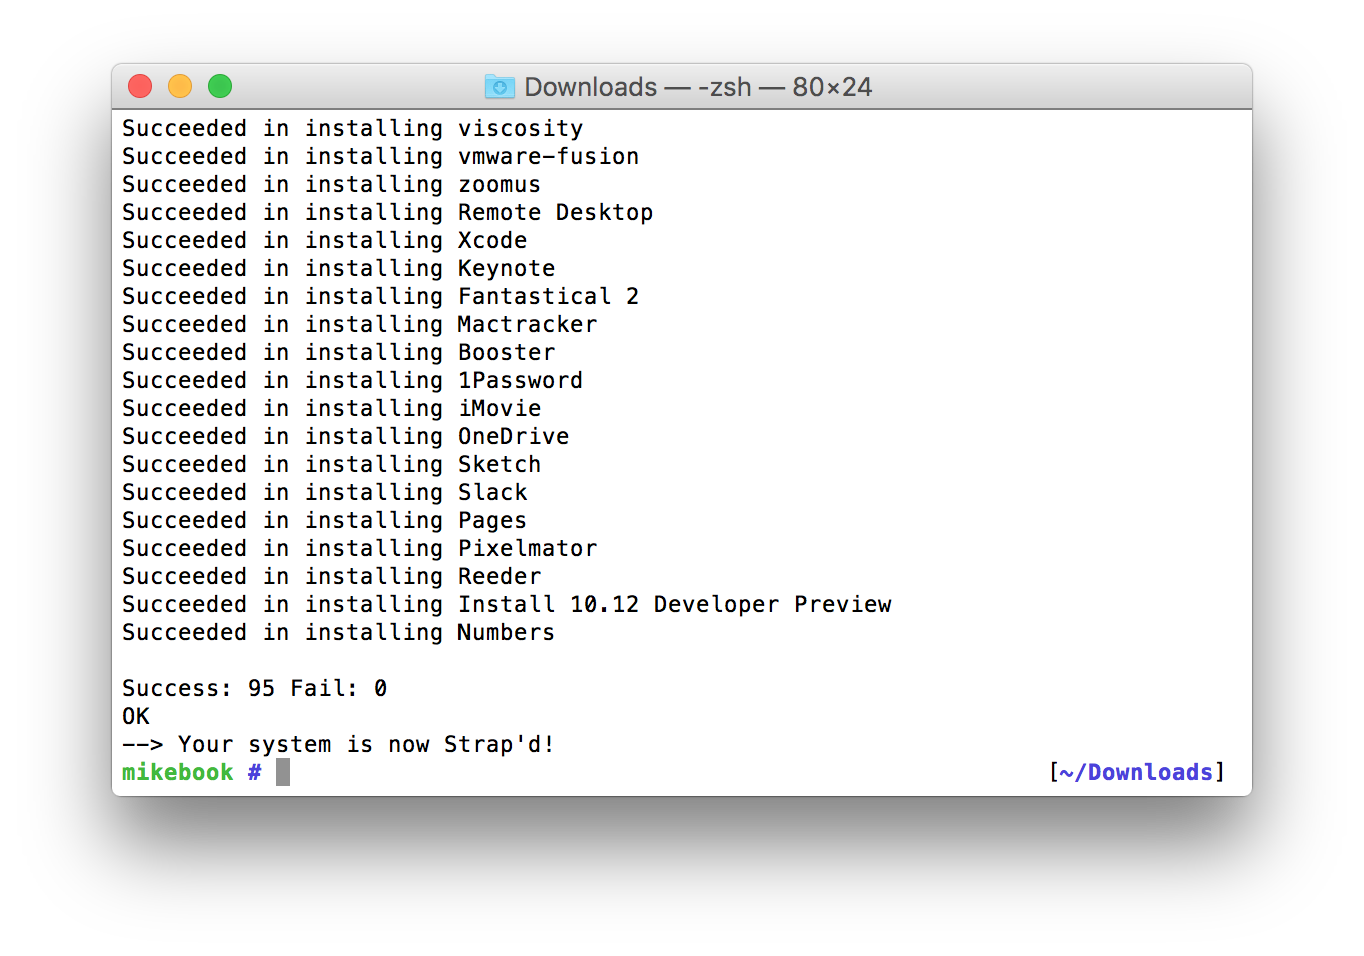 Downloads — -zsh — 80×24
Succeeded in installing viscosity
Succeeded in installing vmware-fusion
Succeeded in installing zoomus
Succeeded in installing Remote Desktop
Succeeded in installing Xcode
Succeeded in installing Keynote
Succeeded in installing Fantastical 2
Succeeded in installing Mactracker
Succeeded in installing Booster
Succeeded in installing 1Password
Succeeded in installing iMovie
Succeeded in installing OneDrive
Succeeded in installing Sketch
Succeeded in installing Slack
Succeeded in installing Pages
Succeeded in installing Pixelmator
Succeeded in installing Reeder
Succeeded in installing Install 10.12 Developer Preview
Succeeded in installing Numbers
Success: 95 Fail: 0
OK
--> Your system is now Strap'd!
mikebook # [~/Downloads]